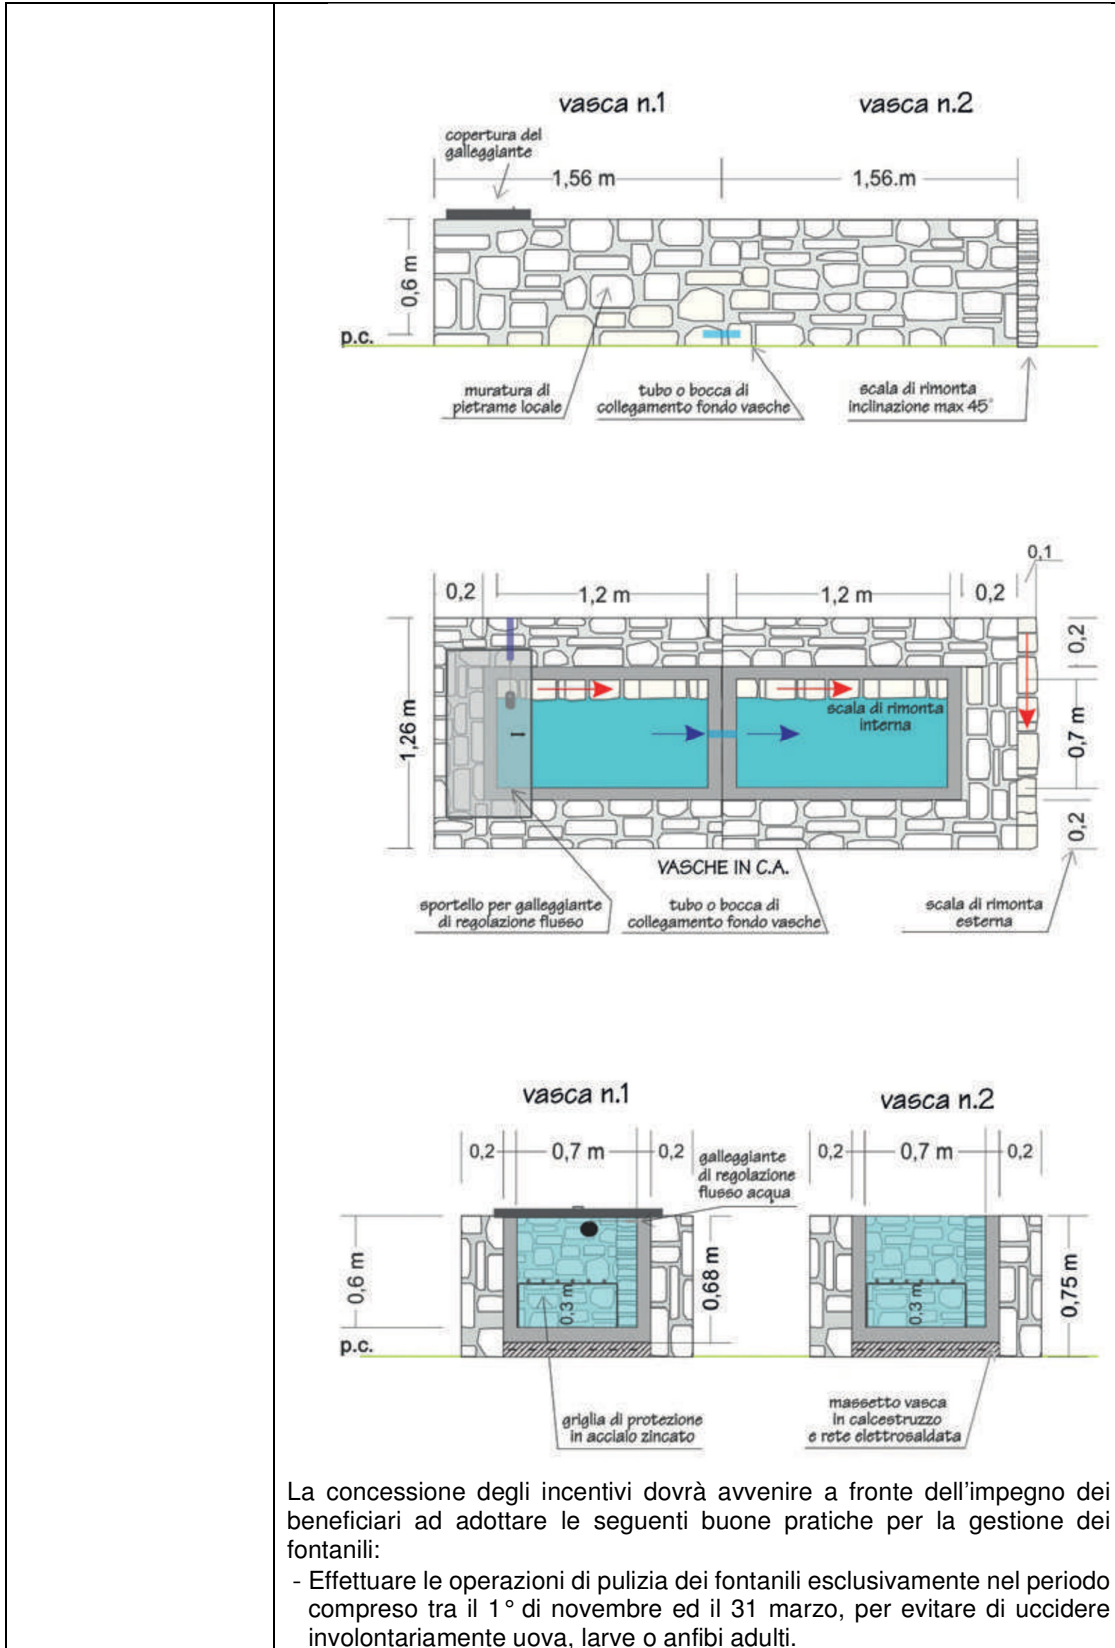 vasca n.1
vasca n.2
copertura del
galleggiante
1,56 m
1,56.m
0,6 m
p.c.
muratura di
pietrame locale
tubo o bocca di
collegamento fondo vasche
scala di rimonta
inclinazione max 45°
0,1
0,2
1,2 m
1,2 m
0,2
0,2
1,26 m
scala di rimonta
interna
0,7 m
0,2
VASCHE IN C.A.
sportello per galleggiante
di regolazione flusso
tubo o bocca di
collegamento fondo vasche
scala di rimonta
esterna
vasca n.1
vasca n.2
0,2
0,7 m
0,2
galleggiante
di regolazione
flusso acqua
0,2
0,7 m
0,2
0,6 m
0,3 m
0,68 m
0,3 m
0,75 m
p.c.
griglia di protezione
in acciaio zincato
massetto vasca
in calcestruzzo
e rete elettrosaldata
La concessione degli incentivi dovrà avvenire a fronte dell'impegno dei
beneficiari ad adottare le seguenti buone pratiche per la gestione dei
fontanili:
- Effettuare le operazioni di pulizia dei fontanili esclusivamente nel periodo
compreso tra il 1° di novembre ed il 31 marzo, per evitare di uccidere
involontariamente uova, larve o anfibi adulti.